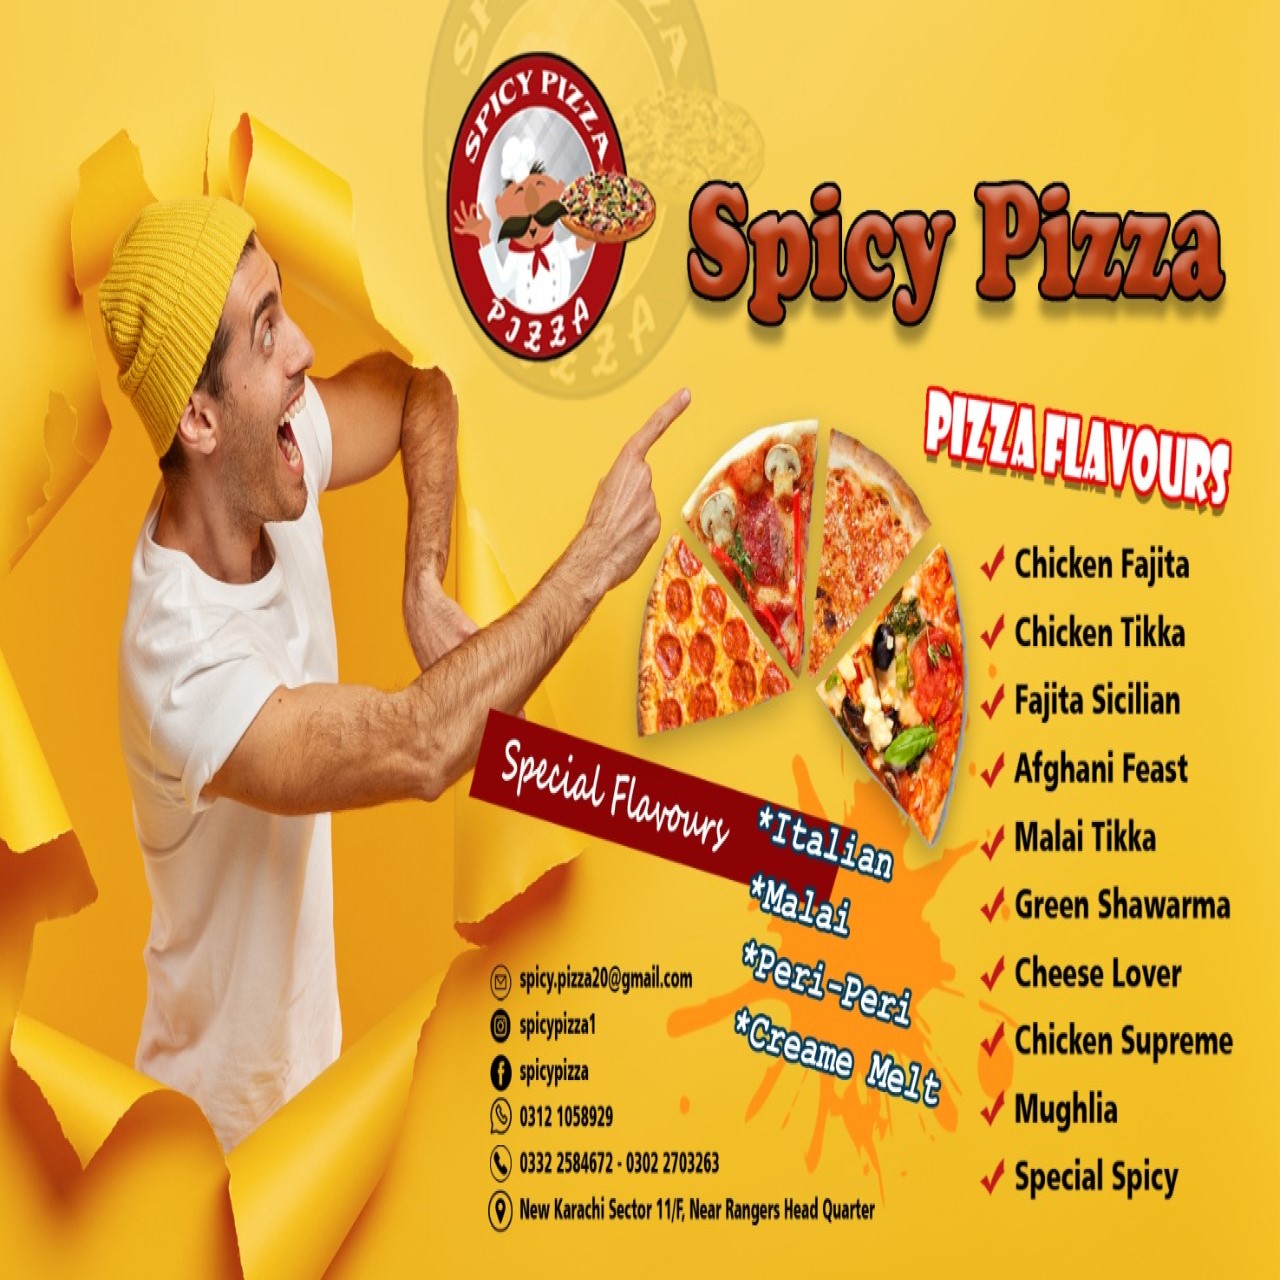 SPICY PIZZA
PIZZA
Spicy Pizza
PIZZA FLAVOURS
Chicken Fajita
Chicken Tikka
Fajita Sicilian
Afghani Feast
Malai Tikka
Green Shawarma
Cheese Lover
Chicken Supreme
Mughlia
Special Spicy
Special Flavours
*Italian
*Malai
*Peri-Peri
*Creame Melt
spicy.pizza20@gmail.com
spicypizza1
spicypizza
0312 1058929
0332 2584672 - 0302 2703263
New Karachi Sector 11/F, Near Rangers Head Quarter